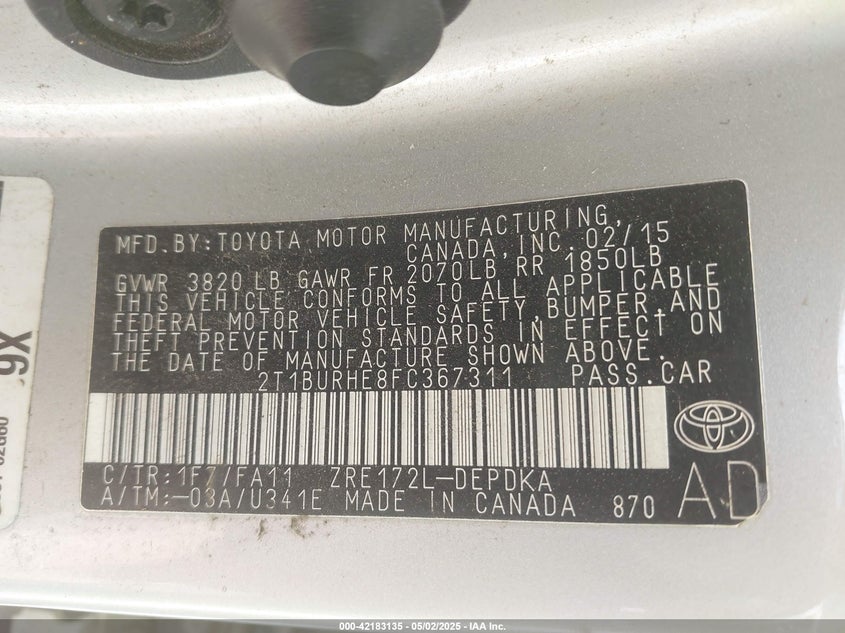 MFD.BY:TOYOTA MOTOR MANUFACTURING,
CANADA,INC. 02/15
GVWR 3820 LB GAWR FR 2070LB RR 1850LB
THIS VEHICLE CONFORMS TO ALL APPLICABLE
FEDERAL MOTOR VEHICLE SAFETY,BUMPER,AND
THEFT PREVENTION STANDARDS IN EFFECT ON
THE DATE OF MANUFACTURE SHOWN ABOVE.
2T1BURHE8FC367311 PASS.CAR
C/TR:1F7/FA11 ZRE172L-DEPDKA
A/TM:-03A/U341E MADE IN CANADA 870
AD
9X
000-42183135 - 05/02/2025 - IAA Inc.